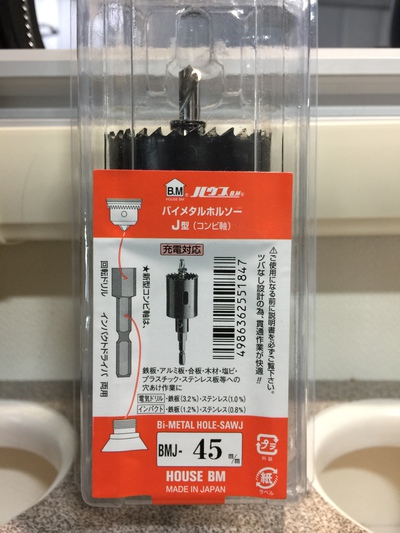 B.M
HOUSE BM
ハウスB.M
バイメタルホルソー
J型(コンビ軸)
充電対応
★新型コンビ軸は、
回転ドリル インパクトドライバ 両用
4986362551847
⚠ご使用になる前に説明書を必ずご覧下さい。
ツバなし設計の為、貫通作業が快適!!
鉄板・アルミ板・合板・木材・塩ビ・
プラスチック・ステンレス板等への
穴あけ作業に
電気ドリル・鉄板(3.2%)・ステンレス(1.0%)
インパクト・鉄板(1.2%)・ステンレス(0.8%)
Bi-METAL HOLE-SAWJ
BMJ- 45 m/m
HOUSE BM
MADE IN JAPAN
プラ
紙
ラベル